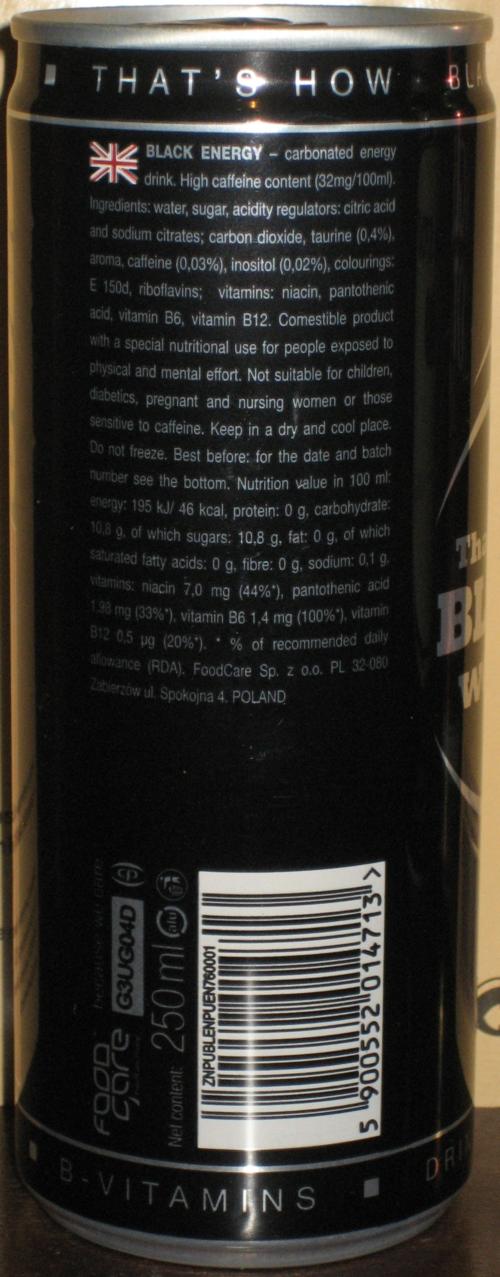 THAT'S HOW
BLA
BLACK ENERGY – carbonated energy
drink. High caffeine content (32mg/100ml).
Ingredients: water, sugar, acidity regulators: citric acid
and sodium citrates; carbon dioxide, taurine (0,4%),
aroma, caffeine (0,03%), inositol (0,02%), colourings:
E 150d, riboflavins; vitamins: niacin, pantothenic
acid, vitamin B6, vitamin B12. Comestible product
with a special nutritional use for people exposed to
physical and mental effort. Not suitable for children,
diabetics, pregnant and nursing women or those
sensitive to caffeine. Keep in a dry and cool place.
Do not freeze. Best before: for the date and batch
number see the bottom. Nutrition value in 100 ml:
energy: 195 kJ/ 46 kcal, protein: 0 g, carbohydrate:
10,8 g, of which sugars: 10,8 g, fat: 0 g, of which
saturated fatty acids: 0 g, fibre: 0 g, sodium: 0,1 g,
vitamins: niacin 7,0 mg (44%*), pantothenic acid
1,98 mg (33%*), vitamin B6 1,4 mg (100%*), vitamin
B12 0,5 µg (20%*). * % of recommended daily
allowance (RDA). FoodCare Sp. z o.o. PL 32-080
Zabierzów ul. Spokojna 4. POLAND
Tha
BL
w
because we care
FOOD
care
G3UG04D
Net content: 250 ml
alu
ZNPUBLENPUEN760001
5 900552 014713 >
B-VITAMINS
DRIN